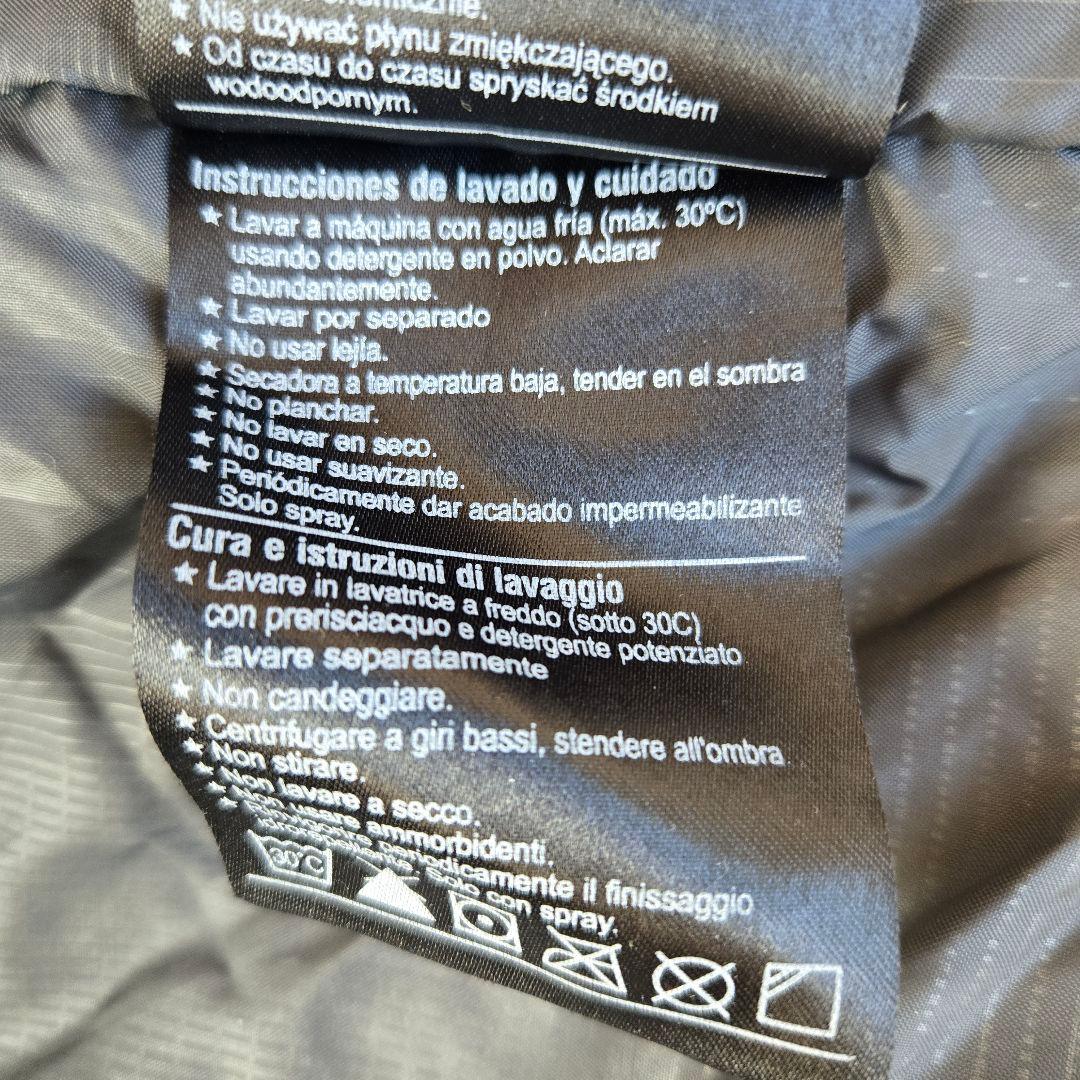 ★ Nie używać płynu zmiękczającego.
★ Od czasu do czasu spryskać środkiem
wodoodpornym.
Instrucciones de lavado y cuidado
★ Lavar a máquina con agua fría (máx. 30ºC)
usando detergente en polvo. Aclarar
abundantemente.
★ Lavar por separado
★ No usar lejía.
★ Secadora a temperatura baja, tender en el sombra
★ No planchar.
★ No lavar en seco.
★ No usar suavizante.
★ Periódicamente dar acabado impermeabilizante
Solo spray.
Cura e istruzioni di lavaggio
★ Lavare in lavatrice a freddo (sotto 30C)
con prerisciacquo e detergente potenziato
★ Lavare separatamente
★ Non candeggiare.
★ Centrifugare a giri bassi, stendere all'ombra
★ Non stirare.
★ Non lavare a secco.
★ Non usare ammorbidenti.
★ periodicamente il finissaggio
idrorepellente. Solo con spray.
30°C